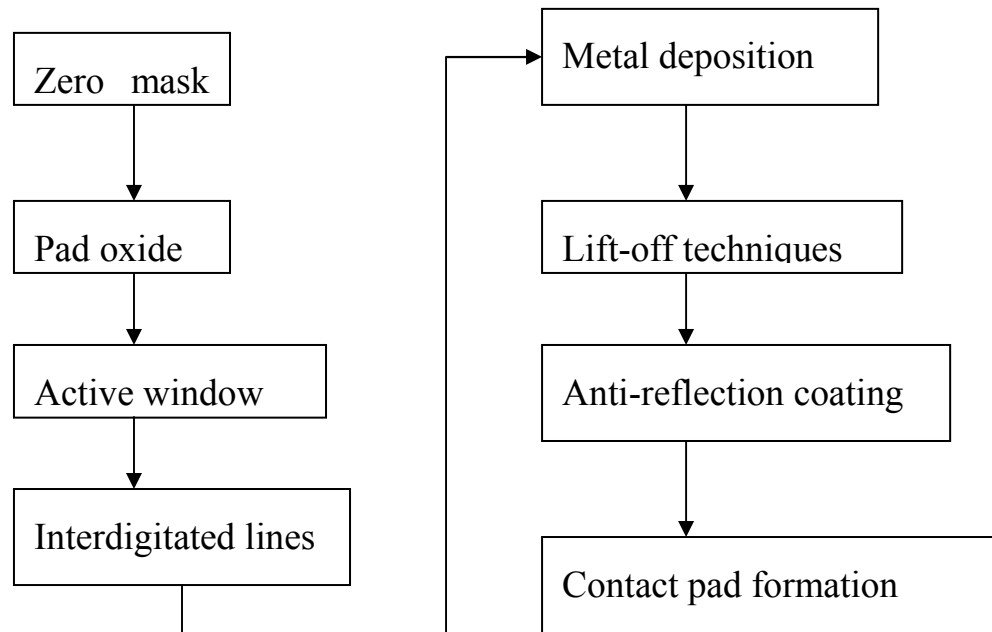 Zero mask
Pad oxide
Active window
Interdigitated lines
Metal deposition
Lift-off techniques
Anti-reflection coating
Contact pad formation